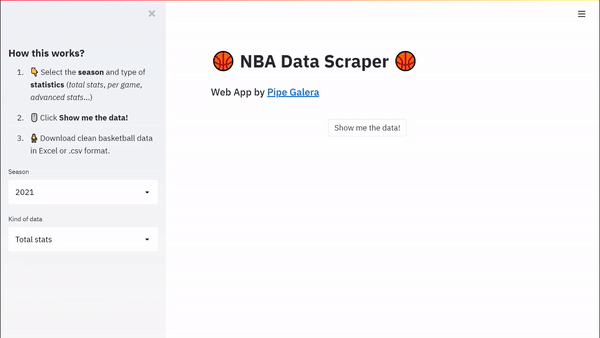 How this works?
1. 👇 Select the season and type of
statistics (total stats, per game,
advanced stats...)
2. 🖱 Click Show me the data!
3. 🏀 Download clean basketball data
in Excel or .csv format.
Season
2021
Kind of data
Total stats
🏀 NBA Data Scraper 🏀
Web App by Pipe Galera
Show me the data!